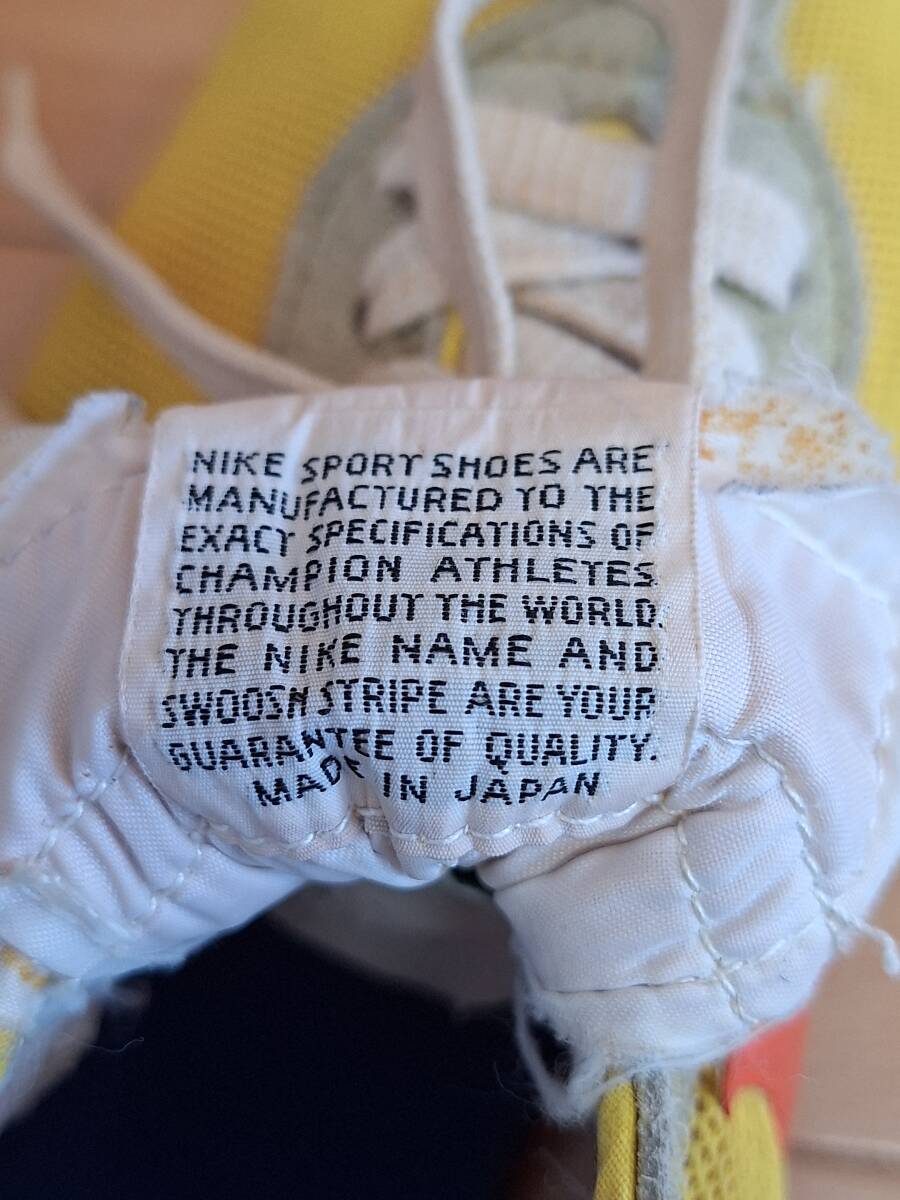 NIKE SPORT SHOES ARE
MANUFACTURED TO THE
EXACT SPECIFICATIONS OF
CHAMPION ATHLETES
THROUGHOUT THE WORLD.
THE NIKE NAME AND
SWOOSH STRIPE ARE YOUR
GUARANTEE OF QUALITY.
MADE IN JAPAN